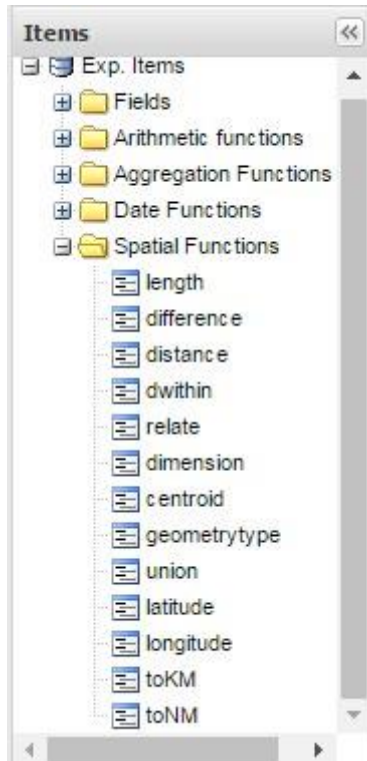 Items
Exp. Items
Fields
Arithmetic functions
Aggregation Functions
Date Functions
Spatial Functions
length
difference
distance
dwithin
relate
dimension
centroid
geometrytype
union
latitude
longitude
toKM
toNM